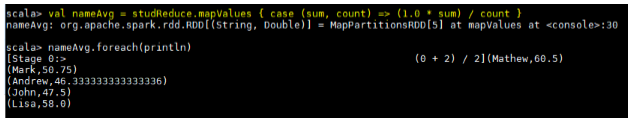 scala> val nameAvg = studReduce.mapValues { case (sum, count) => (1.0 * sum) / count }
nameAvg: org.apache.spark.rdd.RDD[(String, Double)] = MapPartitionsRDD[5] at mapValues at <console>:30
scala> nameAvg.foreach(println)
[Stage 0:> (0 + 2) / 2](Mathew,60.5)
(Mark,50.75)
(Andrew,46.333333333333336)
(John,47.5)
(Lisa,58.0)